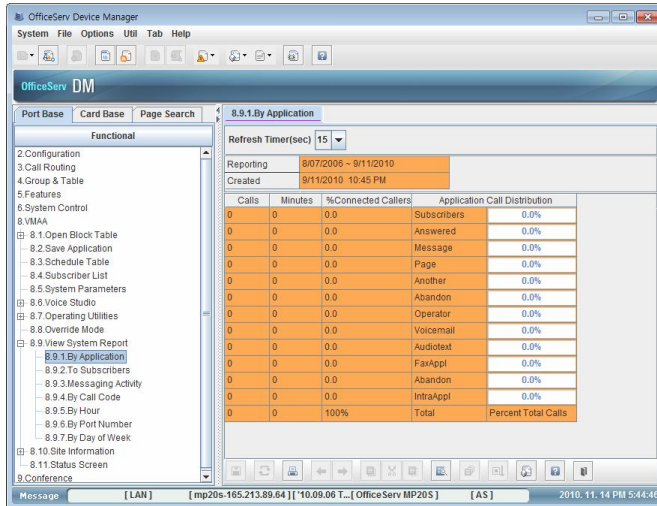 OfficeServ Device Manager
System File Options Util Tab Help
OfficeServ DM
Port Base Card Base Page Search
Functional
2.Configuration
3.Call Routing
4.Group & Table
5.Features
6.System Control
8.VMAA
8.1.Open Block Table
8.2.Save Application
8.3.Schedule Table
8.4.Subscriber List
8.5.System Parameters
8.6.Voice Studio
8.7.Operating Utilities
8.8.Override Mode
8.9.View System Report
8.9.1.By Application
8.9.2.To Subscribers
8.9.3.Messaging Activity
8.9.4.By Call Code
8.9.5.By Hour
8.9.6.By Port Number
8.9.7.By Day of Week
8.10.Site Information
8.11.Status Screen
9.Conference
8.9.1.By Application
Refresh Timer(sec) 15
Reporting 8/07/2006 ~ 9/11/2010
Created 9/11/2010 10:45 PM
Calls Minutes %Connected Callers Application Call Distribution
0 0 0.0 Subscribers 0.0%
0 0 0.0 Answered 0.0%
0 0 0.0 Message 0.0%
0 0 0.0 Page 0.0%
0 0 0.0 Another 0.0%
0 0 0.0 Abandon 0.0%
0 0 0.0 Operator 0.0%
0 0 0.0 Voicemail 0.0%
0 0 0.0 Audiotext 0.0%
0 0 0.0 FaxAppl 0.0%
0 0 0.0 Abandon 0.0%
0 0 0.0 IntraAppl 0.0%
0 0 100% Total Percent Total Calls
Message [LAN] [mp20s-165.213.89.64] ['10.09.06 T...[OfficeServ MP20S] [AS] 2010. 11. 14 PM 5:44:46